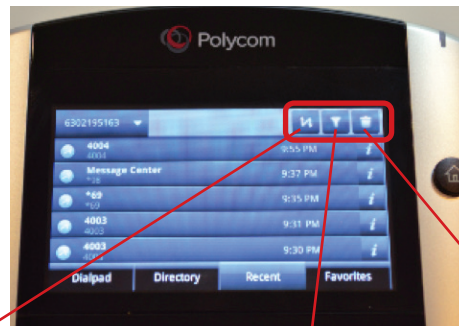 Polycom
6302195163
4004 9:55 PM i
4004
Message Center 9:37 PM i
*98
*69 9:35 PM i
*69
4003 9:31 PM i
4003
4003 9:30 PM i
4003
Dialpad Directory Recent Favorites